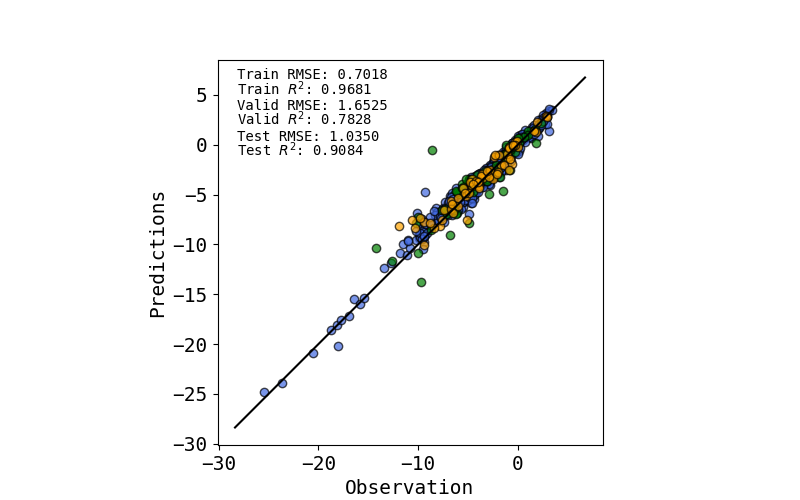 Train RMSE: 0.7018
Train R²: 0.9681
Valid RMSE: 1.6525
Valid R²: 0.7828
Test RMSE: 1.0350
Test R²: 0.9084
5
0
−5
−10
−15
−20
−25
−30
Predictions
−30 −20 −10 0
Observation